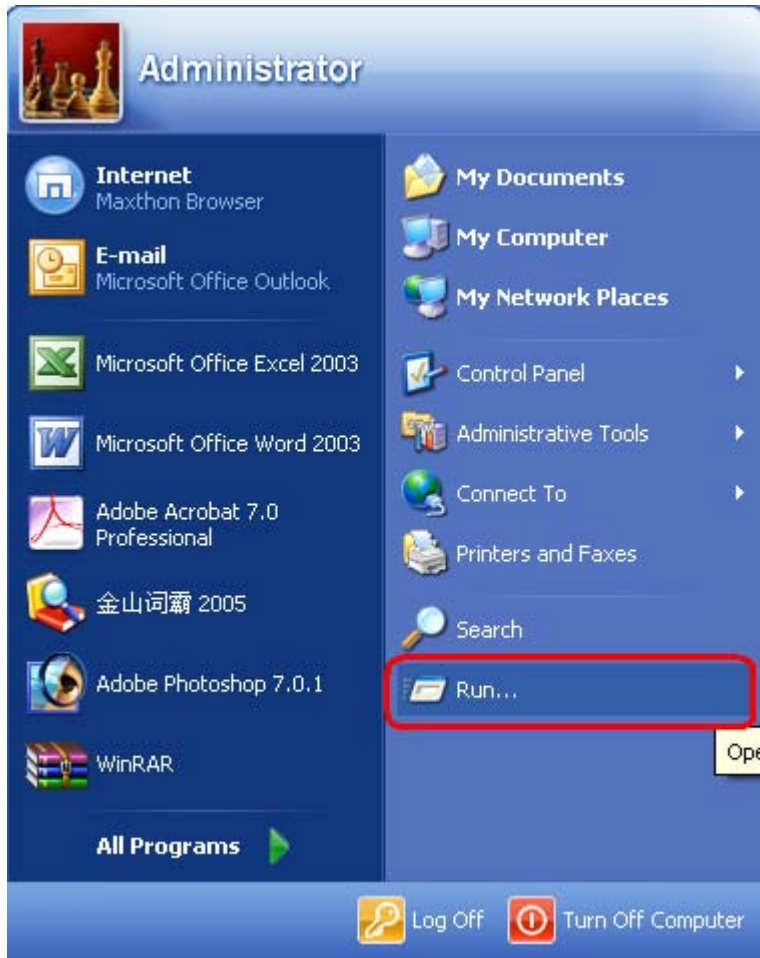 Administrator
Internet
Maxthon Browser
E-mail
Microsoft Office Outlook
Microsoft Office Excel 2003
Microsoft Office Word 2003
Adobe Acrobat 7.0
Professional
金山词霸 2005
Adobe Photoshop 7.0.1
WinRAR
All Programs
My Documents
My Computer
My Network Places
Control Panel
Administrative Tools
Connect To
Printers and Faxes
Search
Run...
Ope
Log Off
Turn Off Computer